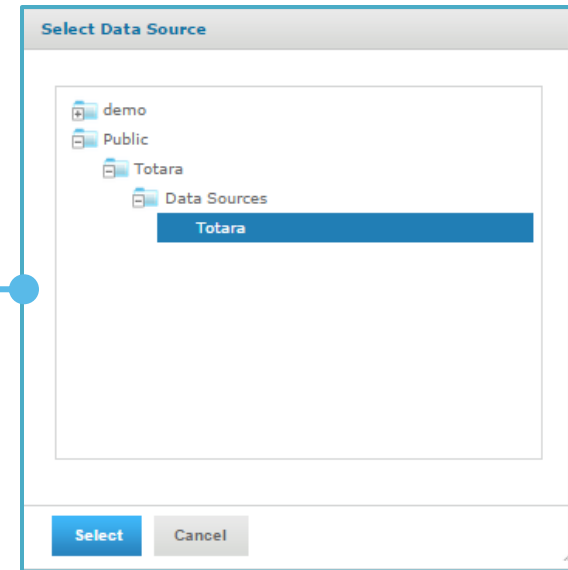 Select Data Source
demo
Public
Totara
Data Sources
Totara
Select Cancel